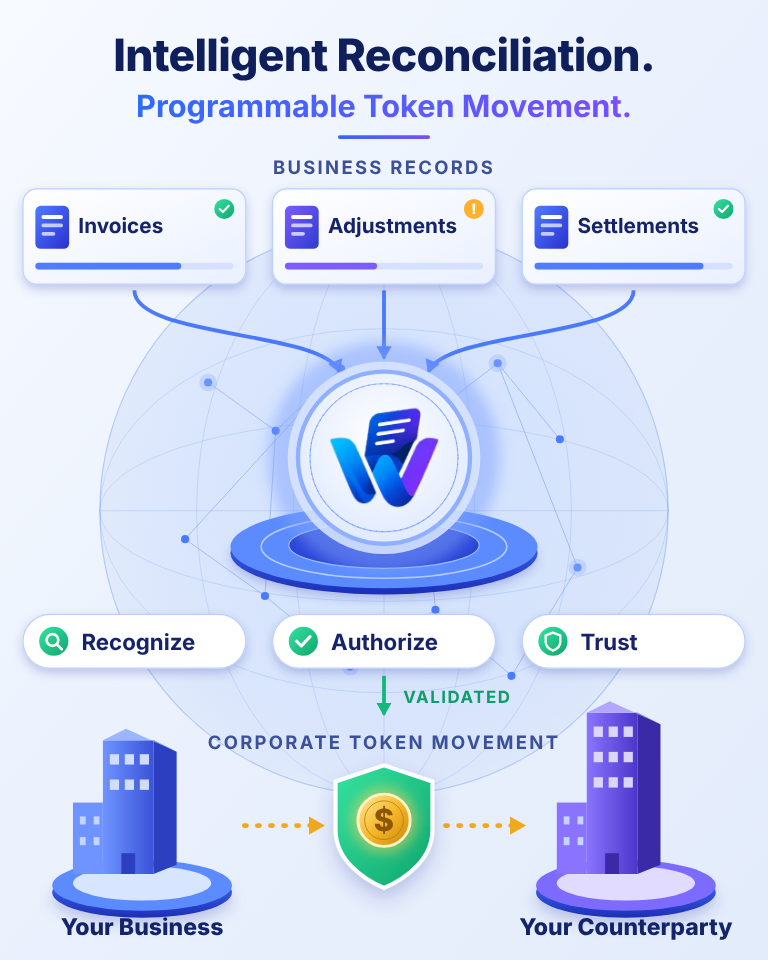 Intelligent Reconciliation.
Programmable Token Movement.
BUSINESS RECORDS
Invoices
Adjustments
!
Settlements
W
Recognize
Authorize
Trust
VALIDATED
CORPORATE TOKEN MOVEMENT
$
Your Business
Your Counterparty